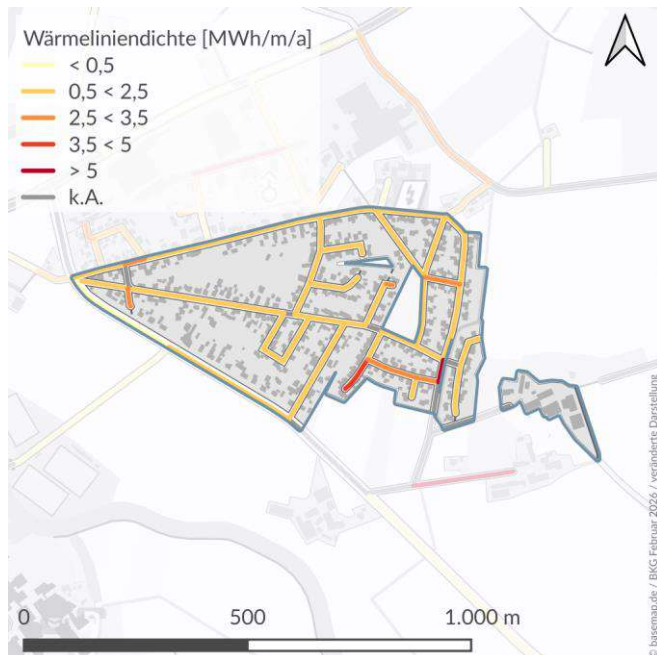 Wärmeliniendichte [MWh/m/a]
< 0,5
0,5 < 2,5
2,5 < 3,5
3,5 < 5
> 5
k.A.
© basemap.de / BKG Februar 2026 / veränderte Darstellung
0 500 1.000 m